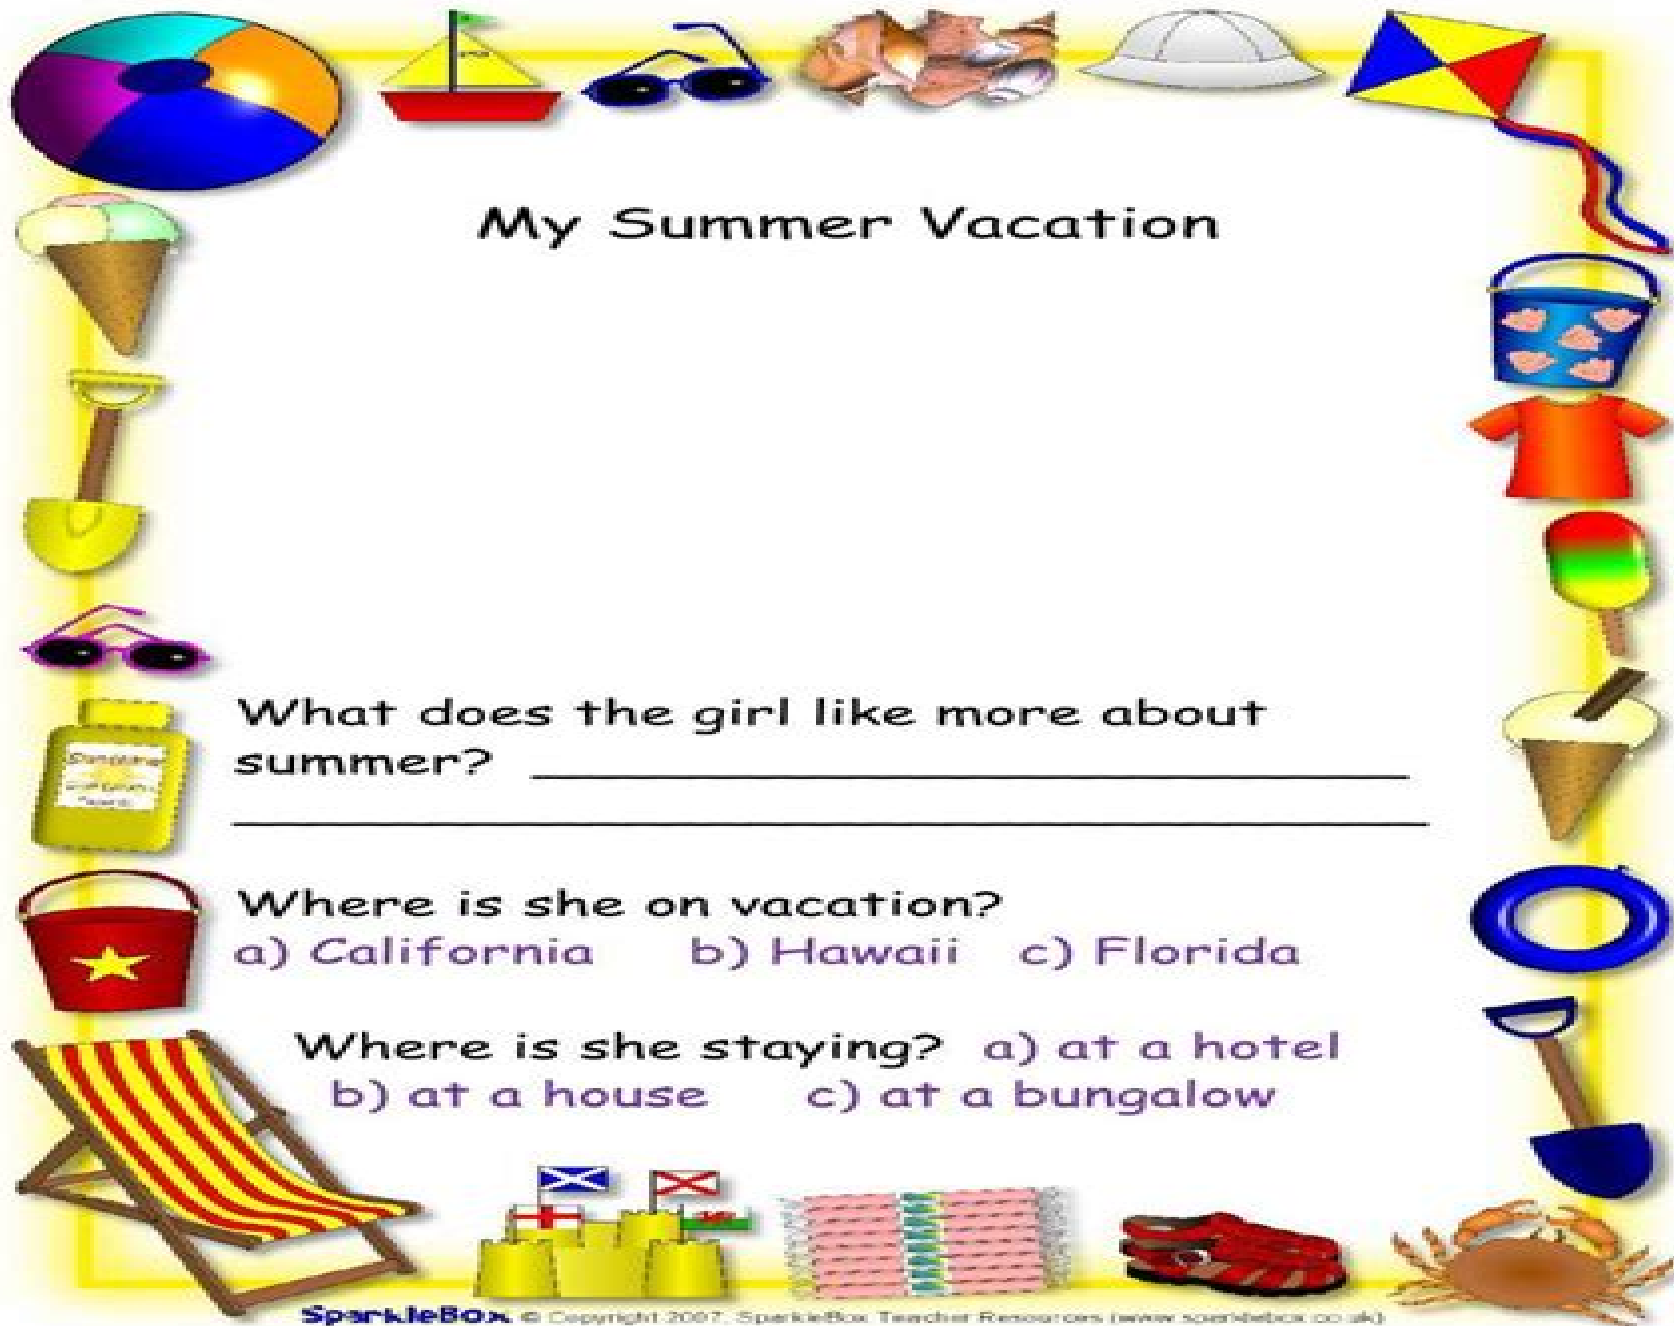 My Summer Vacation
What does the girl like more about
summer? ____________________
____________________
Where is she on vacation?
a) California b) Hawaii c) Florida
Where is she staying? a) at a hotel
b) at a house c) at a bungalow
SparkleBox © Copyright 2007, SparkleBox Teacher Resources (www.sparklebox.co.uk)